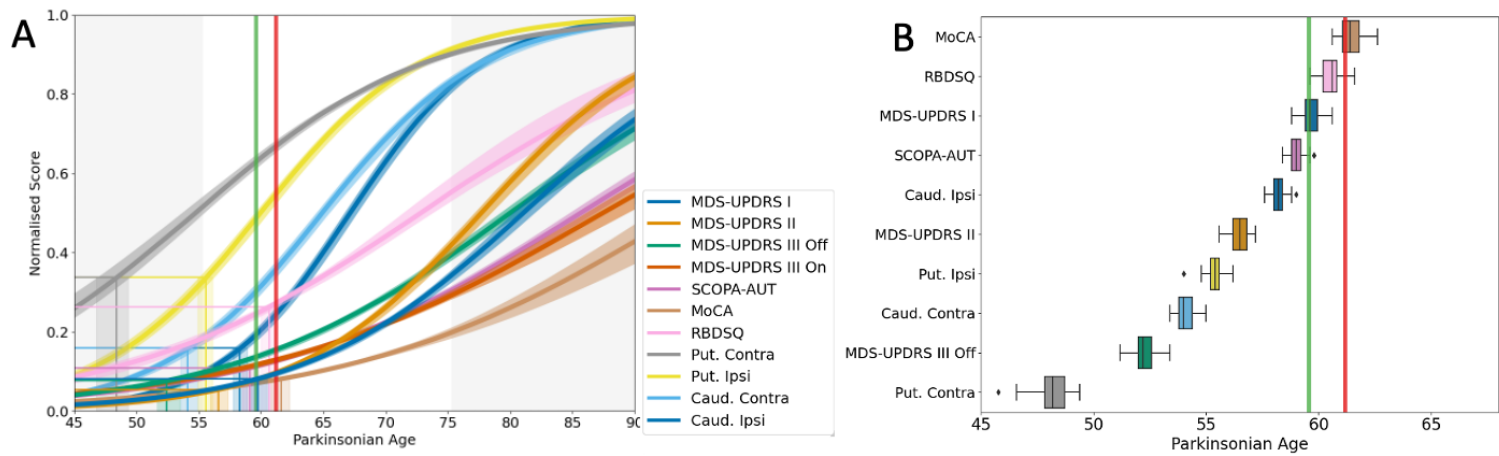 A
1.0
0.8
0.6
0.4
0.2
0.0
Normalised Score
45
50
55
60
65
70
75
80
85
90
Parkinsonian Age
MDS-UPDRS I
MDS-UPDRS II
MDS-UPDRS III Off
MDS-UPDRS III On
SCOPA-AUT
MoCA
RBDSQ
Put. Contra
Put. Ipsi
Caud. Contra
Caud. Ipsi
B
MoCA
RBDSQ
MDS-UPDRS I
SCOPA-AUT
Caud. Ipsi
MDS-UPDRS II
Put. Ipsi
Caud. Contra
MDS-UPDRS III Off
Put. Contra
45
50
55
60
65
Parkinsonian Age